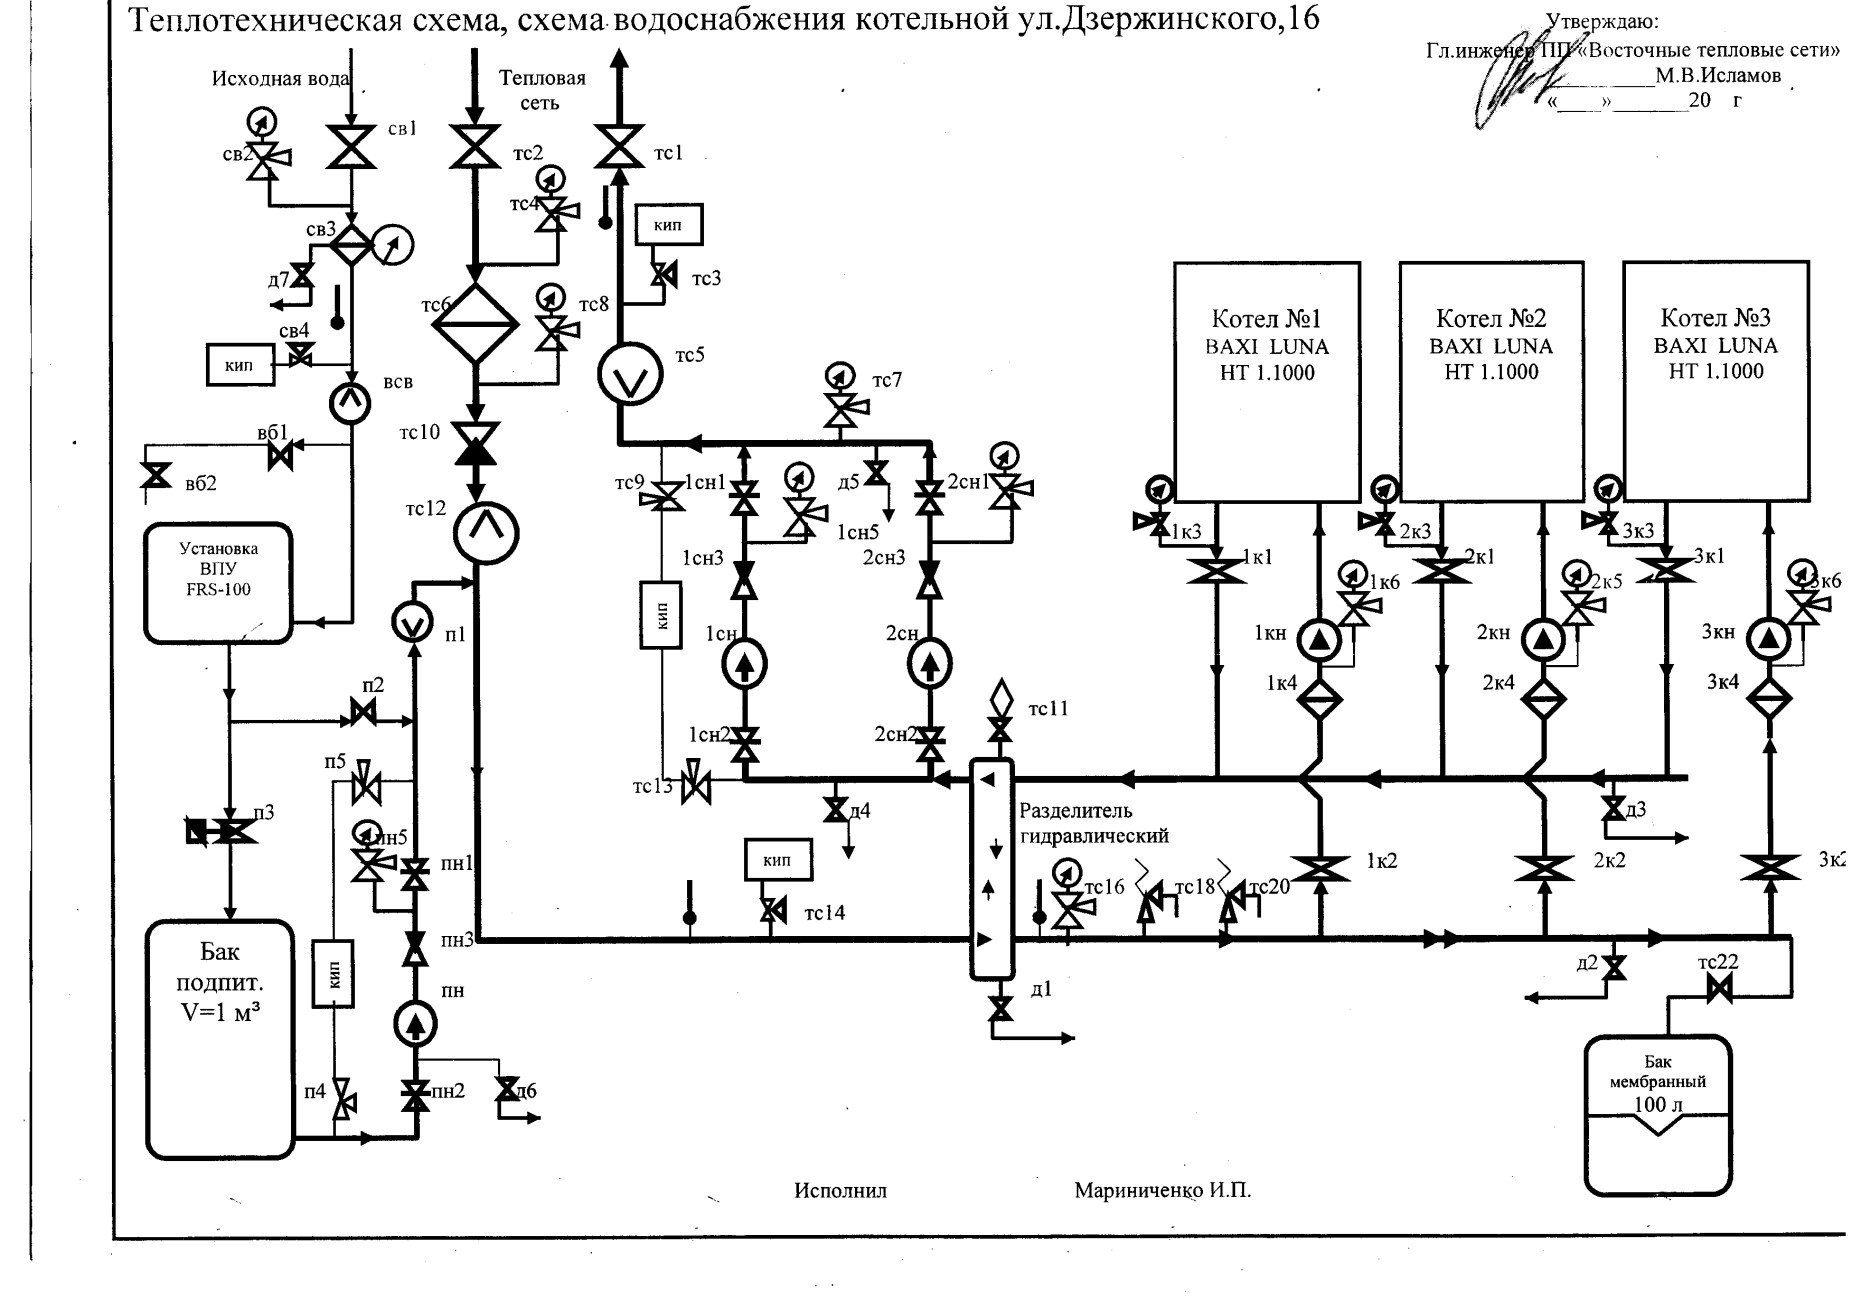 Теплотехническая схема, схема водоснабжения котельной ул.Дзержинского,16
Утверждаю:
Гл.инженер ПП «Восточные тепловые сети»
____________М.В.Исламов
«____»_______20 г
Исходная вода
Тепловая
сеть
св1
св2
тс2
тс1
тс4
св3
кип
тс3
д7
тс6
тс8
св4
кип
тс5
всв
тс7
тс10
вб1
вб2
тс9
1сн1
д5
2сн1
тс12
1сн5
Котел №1
BAXI LUNA
HT 1.1000
Котел №2
BAXI LUNA
HT 1.1000
Котел №3
BAXI LUNA
HT 1.1000
1к3
2к3
3к3
Установка
ВПУ
FRS-100
1сн3
2сн3
1к1
2к1
3к1
1к6
2к5
3к6
кип
п1
1сн
2сн
1кн
2кн
3кн
п2
1к4
2к4
3к4
тс11
1сн2
2сн2
п5
тс13
п3
д4
Разделитель
гидравлический
д3
пн5
пн1
кип
1к2
2к2
3к2
тс16
тс18
тс20
тс14
пн3
Бак
подпит.
V=1 м³
кип
пн
д1
д2
тс22
п4
пн2
д6
Бак
мембранный
100 л
Исполнил Мариниченко И.П.